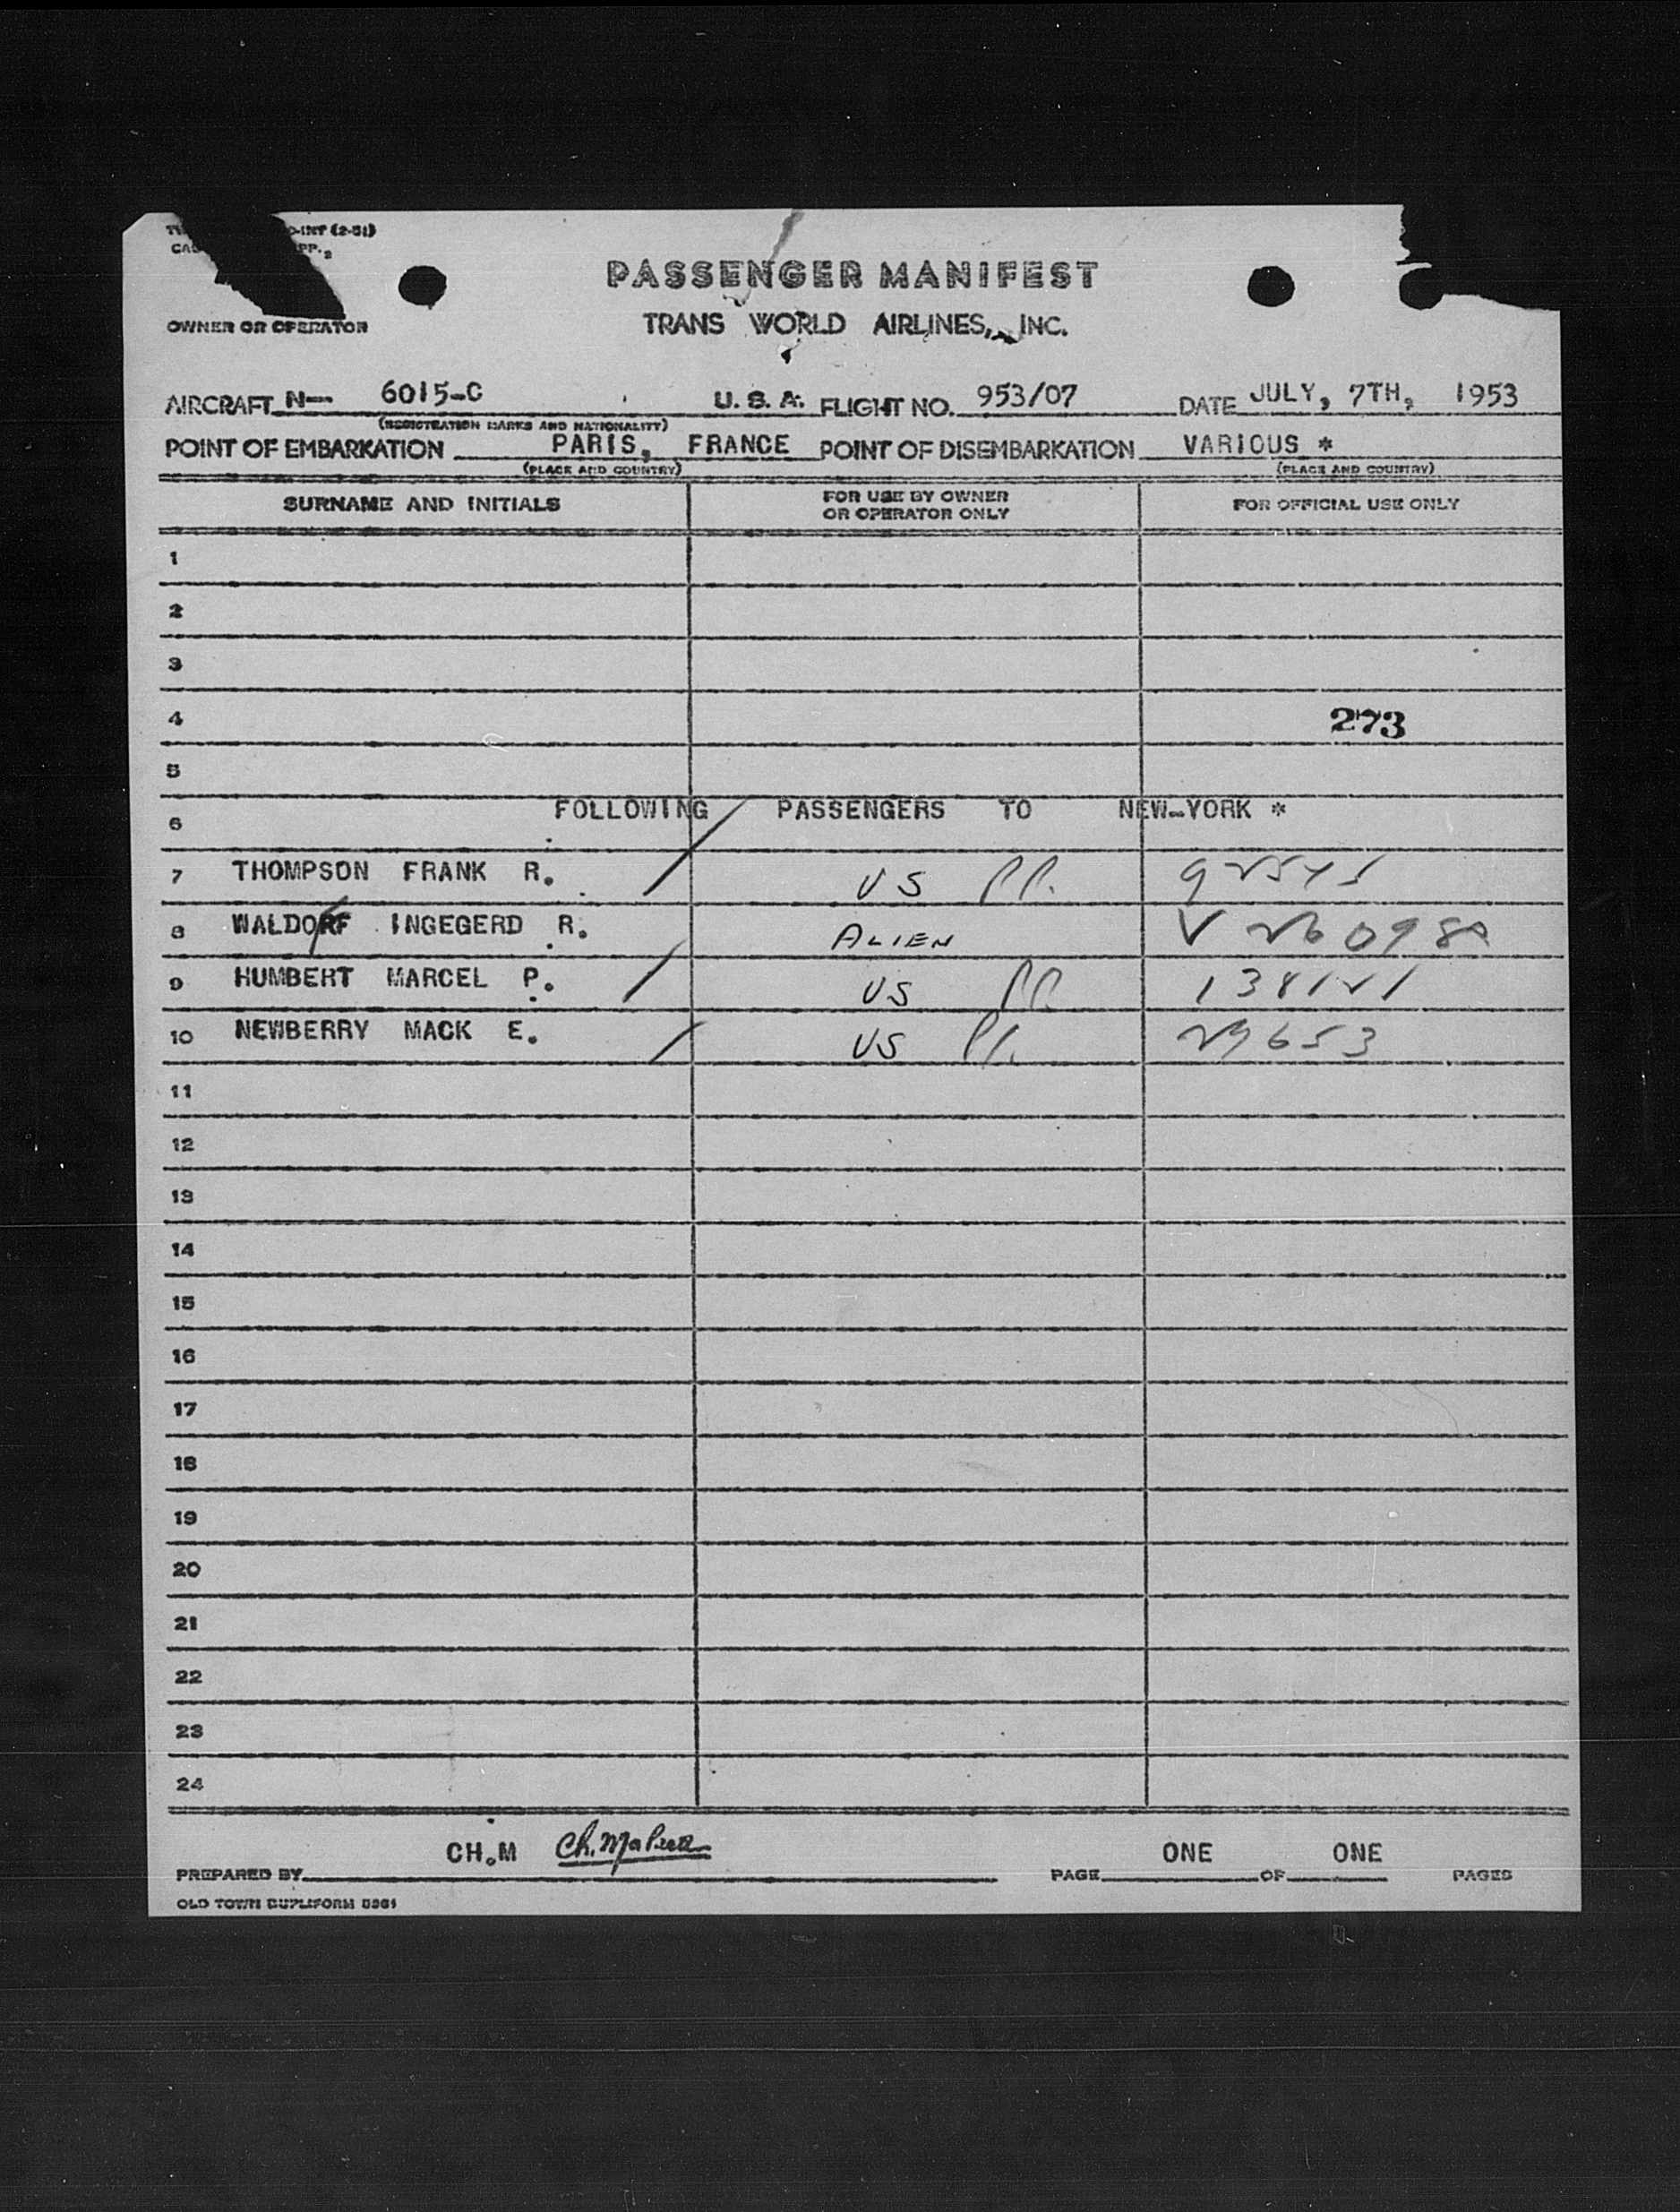 PASSENGER MANIFEST
OWNER OR OPERATOR TRANS WORLD AIRLINES, INC.
AIRCRAFT N— 6015-C U. S. A. FLIGHT NO. 953/07 DATE JULY, 7TH, 1953
(REGISTRATION MARKS AND NATIONALITY)
POINT OF EMBARKATION PARIS, FRANCE POINT OF DISEMBARKATION VARIOUS *
(PLACE AND COUNTRY) (PLACE AND COUNTRY)
SURNAME AND INITIALS FOR USE BY OWNER OR OPERATOR ONLY FOR OFFICIAL USE ONLY
1
2
3
4 273
5
6 FOLLOWING PASSENGERS TO NEW-YORK *
7 THOMPSON FRANK R. US PP.
8 WALDORF INGEGERD R. ALIEN
9 HUMBERT MARCEL P. US PP.
10 NEWBERRY MACK E. US PP. 29653
11
12
13
14
15
16
17
18
19
20
21
22
23
24
PREPARED BY CH.M PAGE ONE OF ONE PAGES
OLD TOWN DUPLIFORM